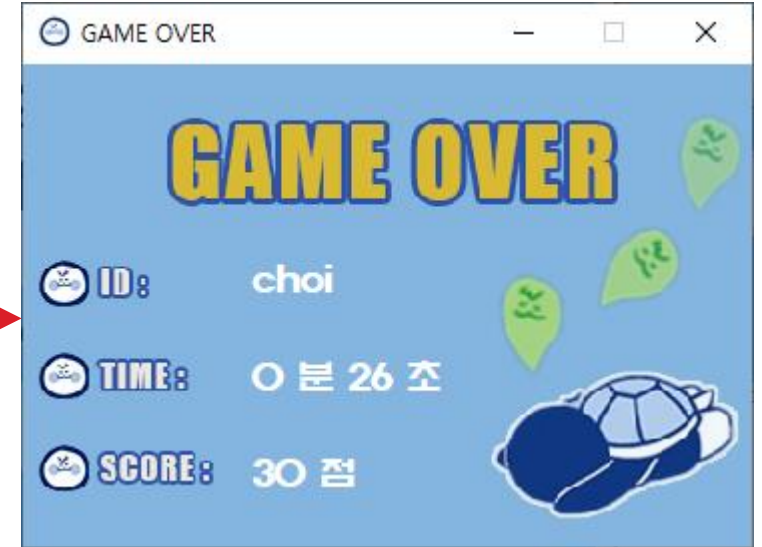 GAME OVER
GAME OVER
ID: choi
TIME: 0 분 26 초
SCORE: 30 점